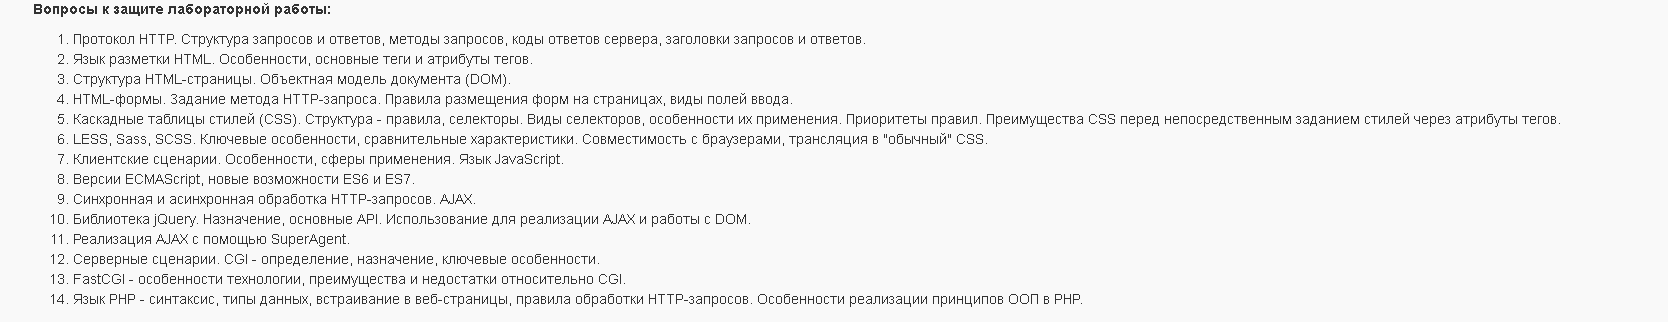 Вопросы к защите лабораторной работы:
1. Протокол HTTP. Структура запросов и ответов, методы запросов, коды ответов сервера, заголовки запросов и ответов.
2. Язык разметки HTML. Особенности, основные теги и атрибуты тегов.
3. Структура HTML-страницы. Объектная модель документа (DOM).
4. HTML-формы. Задание метода HTTP-запроса. Правила размещения форм на страницах, виды полей ввода.
5. Каскадные таблицы стилей (CSS). Структура - правила, селекторы. Виды селекторов, особенности их применения. Приоритеты правил. Преимущества CSS перед непосредственным заданием стилей через атрибуты тегов.
6. LESS, Sass, SCSS. Ключевые особенности, сравнительные характеристики. Совместимость с браузерами, трансляция в "обычный" CSS.
7. Клиентские сценарии. Особенности, сферы применения. Язык JavaScript.
8. Версии ECMAScript, новые возможности ES6 и ES7.
9. Синхронная и асинхронная обработка HTTP-запросов. AJAX.
10. Библиотека jQuery. Назначение, основные API. Использование для реализации AJAX и работы с DOM.
11. Реализация AJAX с помощью SuperAgent.
12. Серверные сценарии. CGI - определение, назначение, ключевые особенности.
13. FastCGI - особенности технологии, преимущества и недостатки относительно CGI.
14. Язык PHP - синтаксис, типы данных, встраивание в веб-страницы, правила обработки HTTP-запросов. Особенности реализации принципов ООП в PHP.